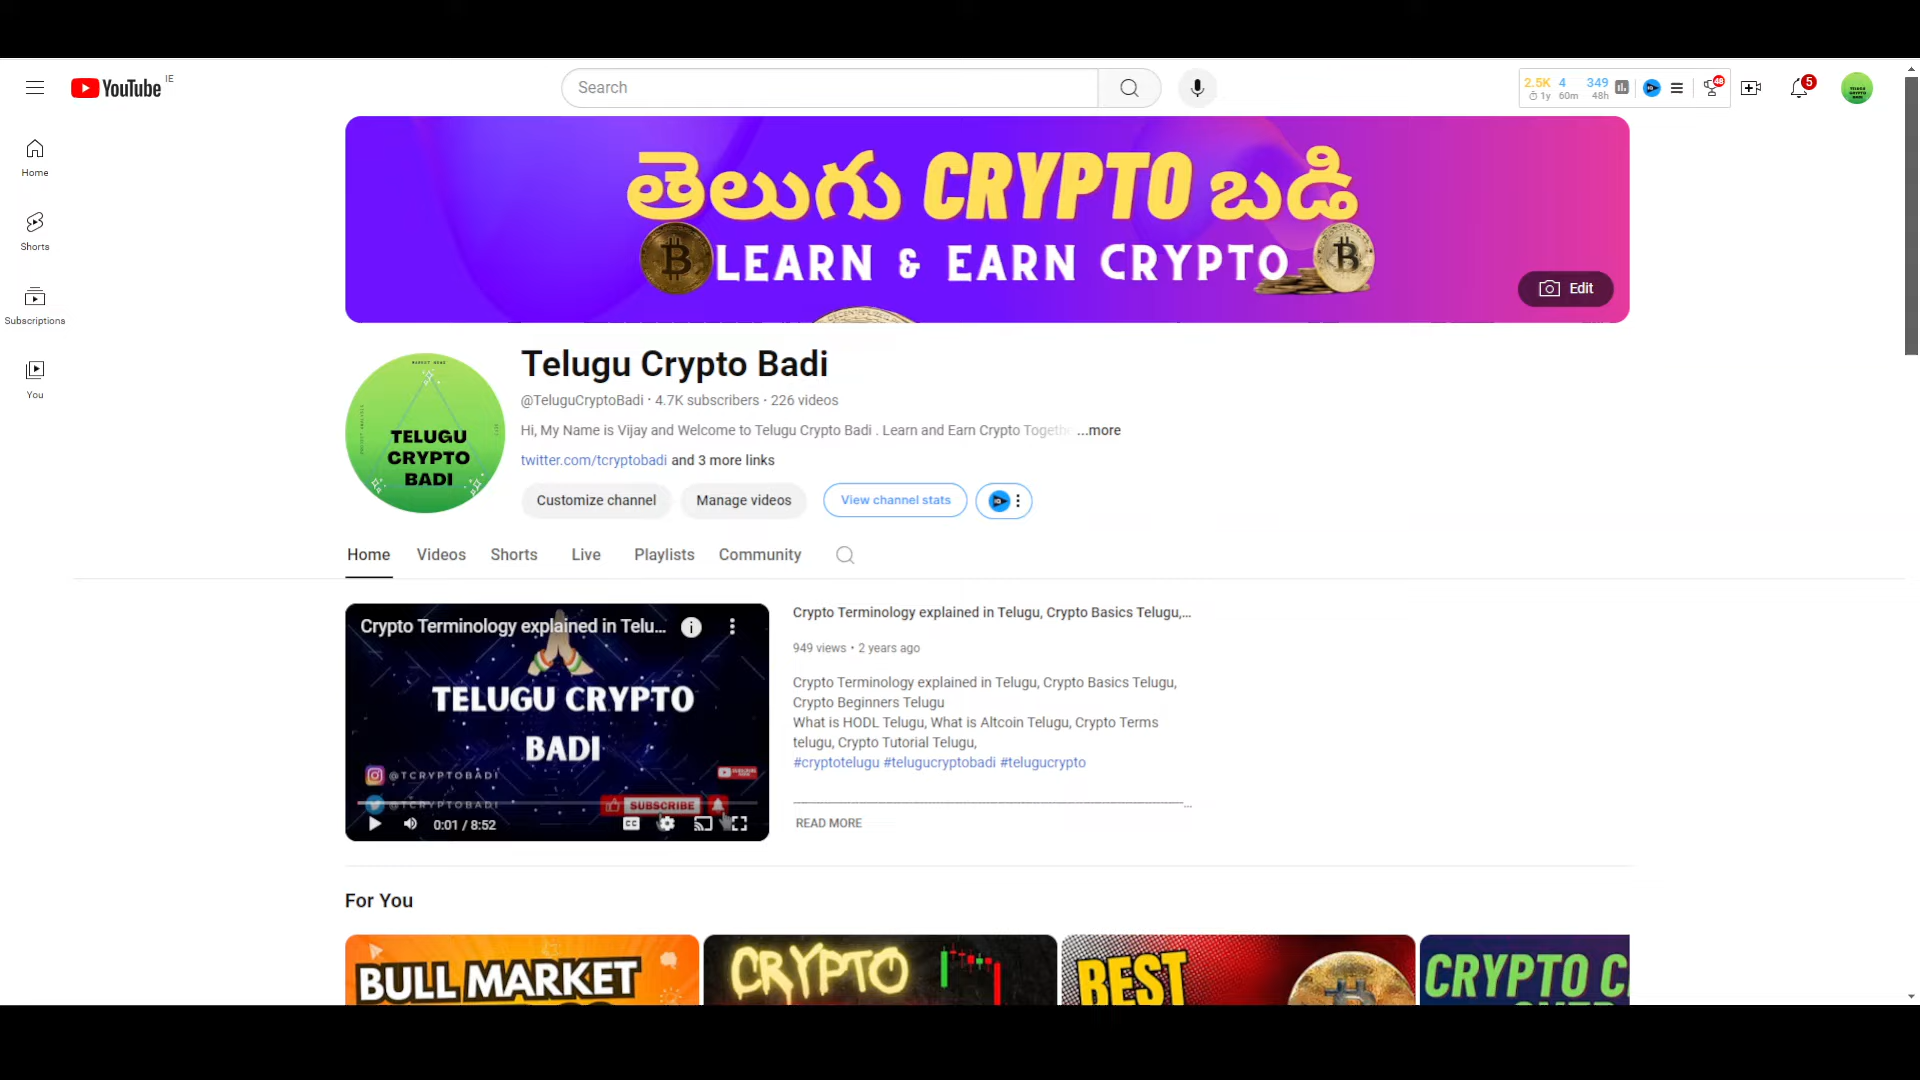 YouTube IE
Search
2.5K 4 349
1y 60m 48h
48
5
Home
Shorts
Subscriptions
You
తెలుగు CRYPTO బడి
LEARN & EARN CRYPTO
Edit
TELUGU
CRYPTO
BADI
Telugu Crypto Badi
@TeluguCryptoBadi · 4.7K subscribers · 226 videos
Hi, My Name is Vijay and Welcome to Telugu Crypto Badi . Learn and Earn Crypto Togethe ...more
twitter.com/tcryptobadi and 3 more links
Customize channel Manage videos View channel stats
Home Videos Shorts Live Playlists Community
Crypto Terminology explained in Telu...
TELUGU CRYPTO
BADI
@TCRYPTOBADI
@TCRYPTOBADI
SUBSCRIBE
CC
0:01 / 8:52
Crypto Terminology explained in Telugu, Crypto Basics Telugu,...
949 views · 2 years ago
Crypto Terminology explained in Telugu, Crypto Basics Telugu,
Crypto Beginners Telugu
What is HODL Telugu, What is Altcoin Telugu, Crypto Terms
telugu, Crypto Tutorial Telugu,
#cryptotelugu #telugucryptobadi #telugucrypto
READ MORE
For You
BULL MARKET
CRYPTO
BEST
CRYPTO C